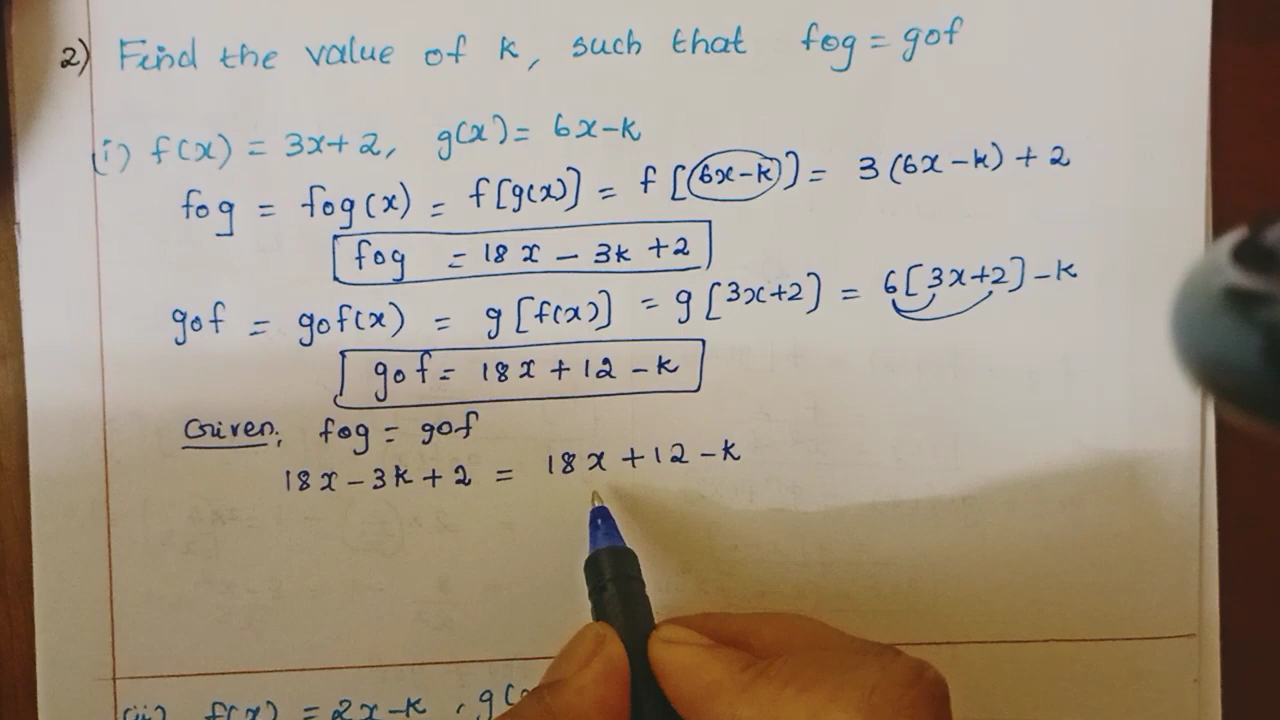 2) Find the value of k, such that fog = gof
(i) f(x) = 3x+2, g(x) = 6x-k
fog = fog(x) = f[g(x)] = f[(6x-k)] = 3(6x-k)+2
fog = 18x - 3k +2
gof = gof(x) = g[f(x)] = g[3x+2] = 6[3x+2]-k
gof = 18x + 12 - k
Given, fog = gof
18x - 3k + 2 = 18x + 12 - k
(ii) f(x) = 2x-k, g(